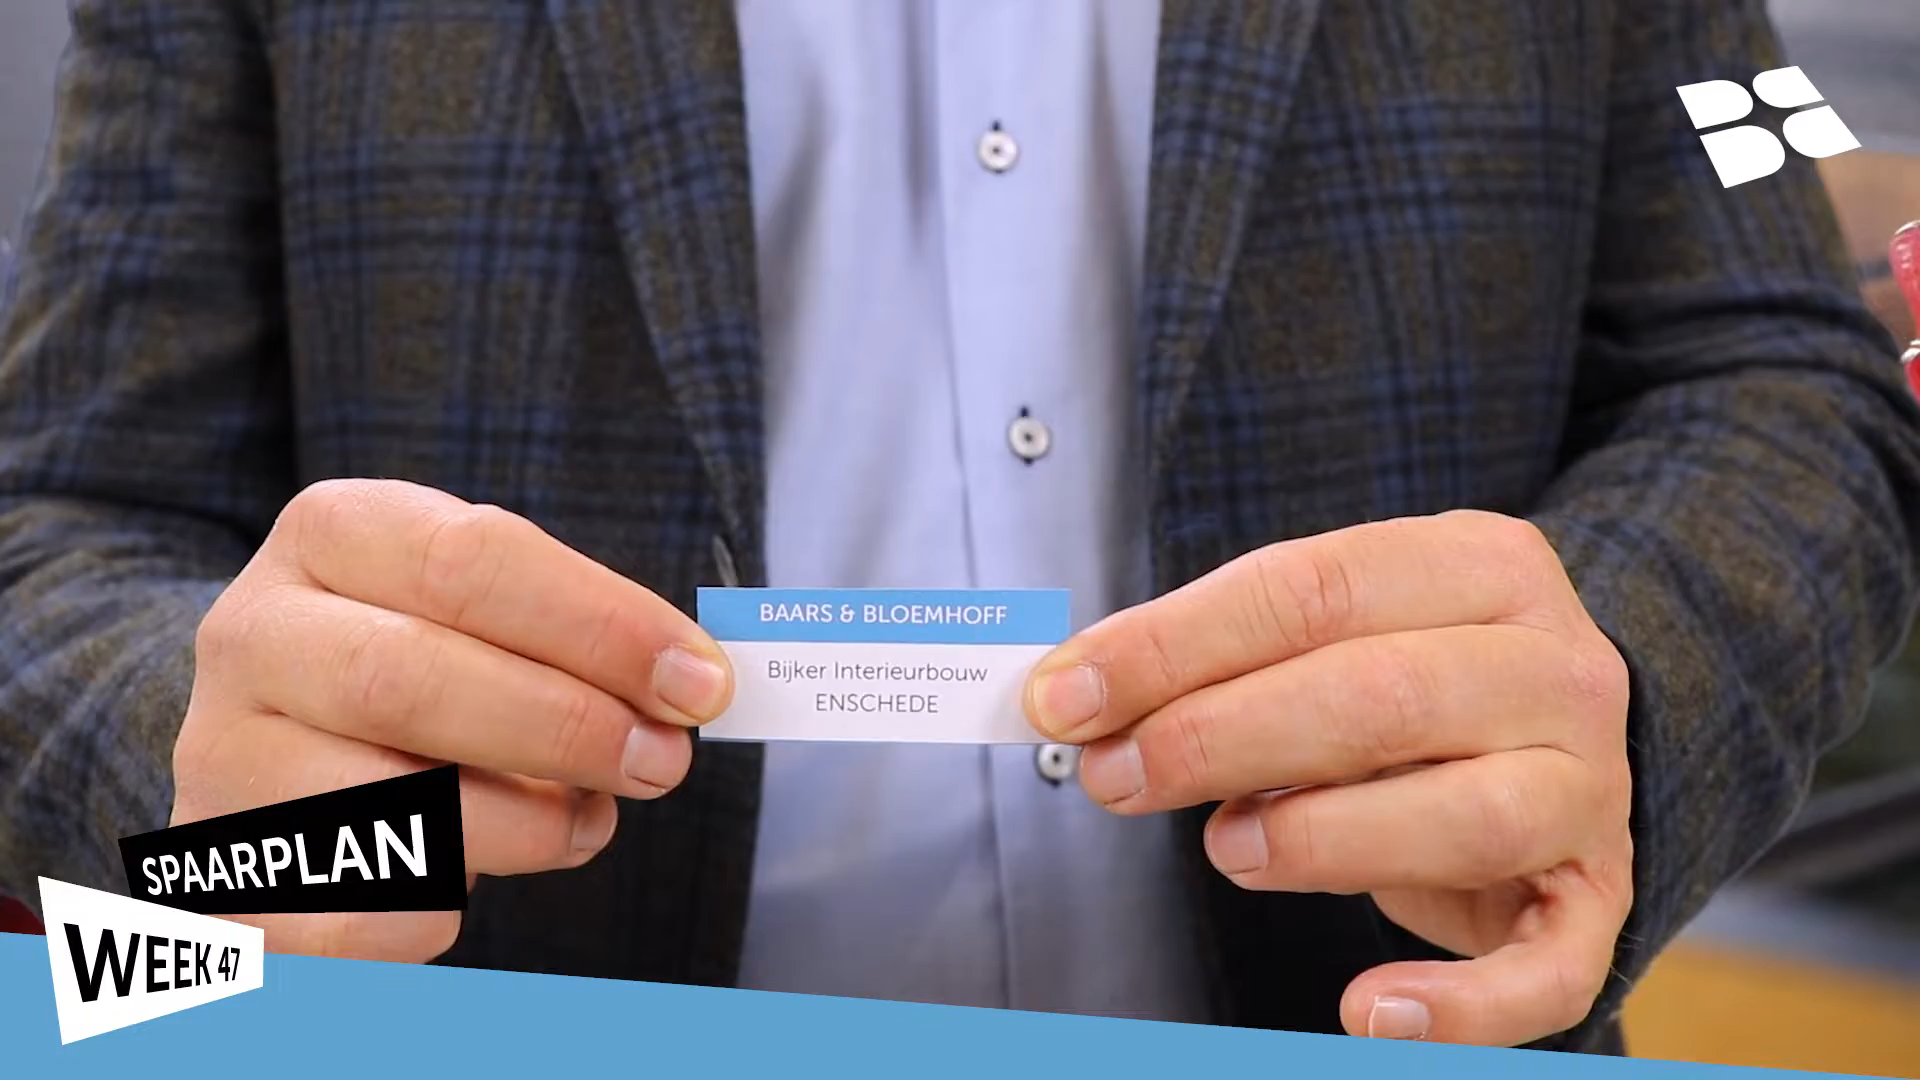 BAARS & BLOEMHOFF
Bijker Interieurbouw
ENSCHEDE
SPAARPLAN
WEEK 47